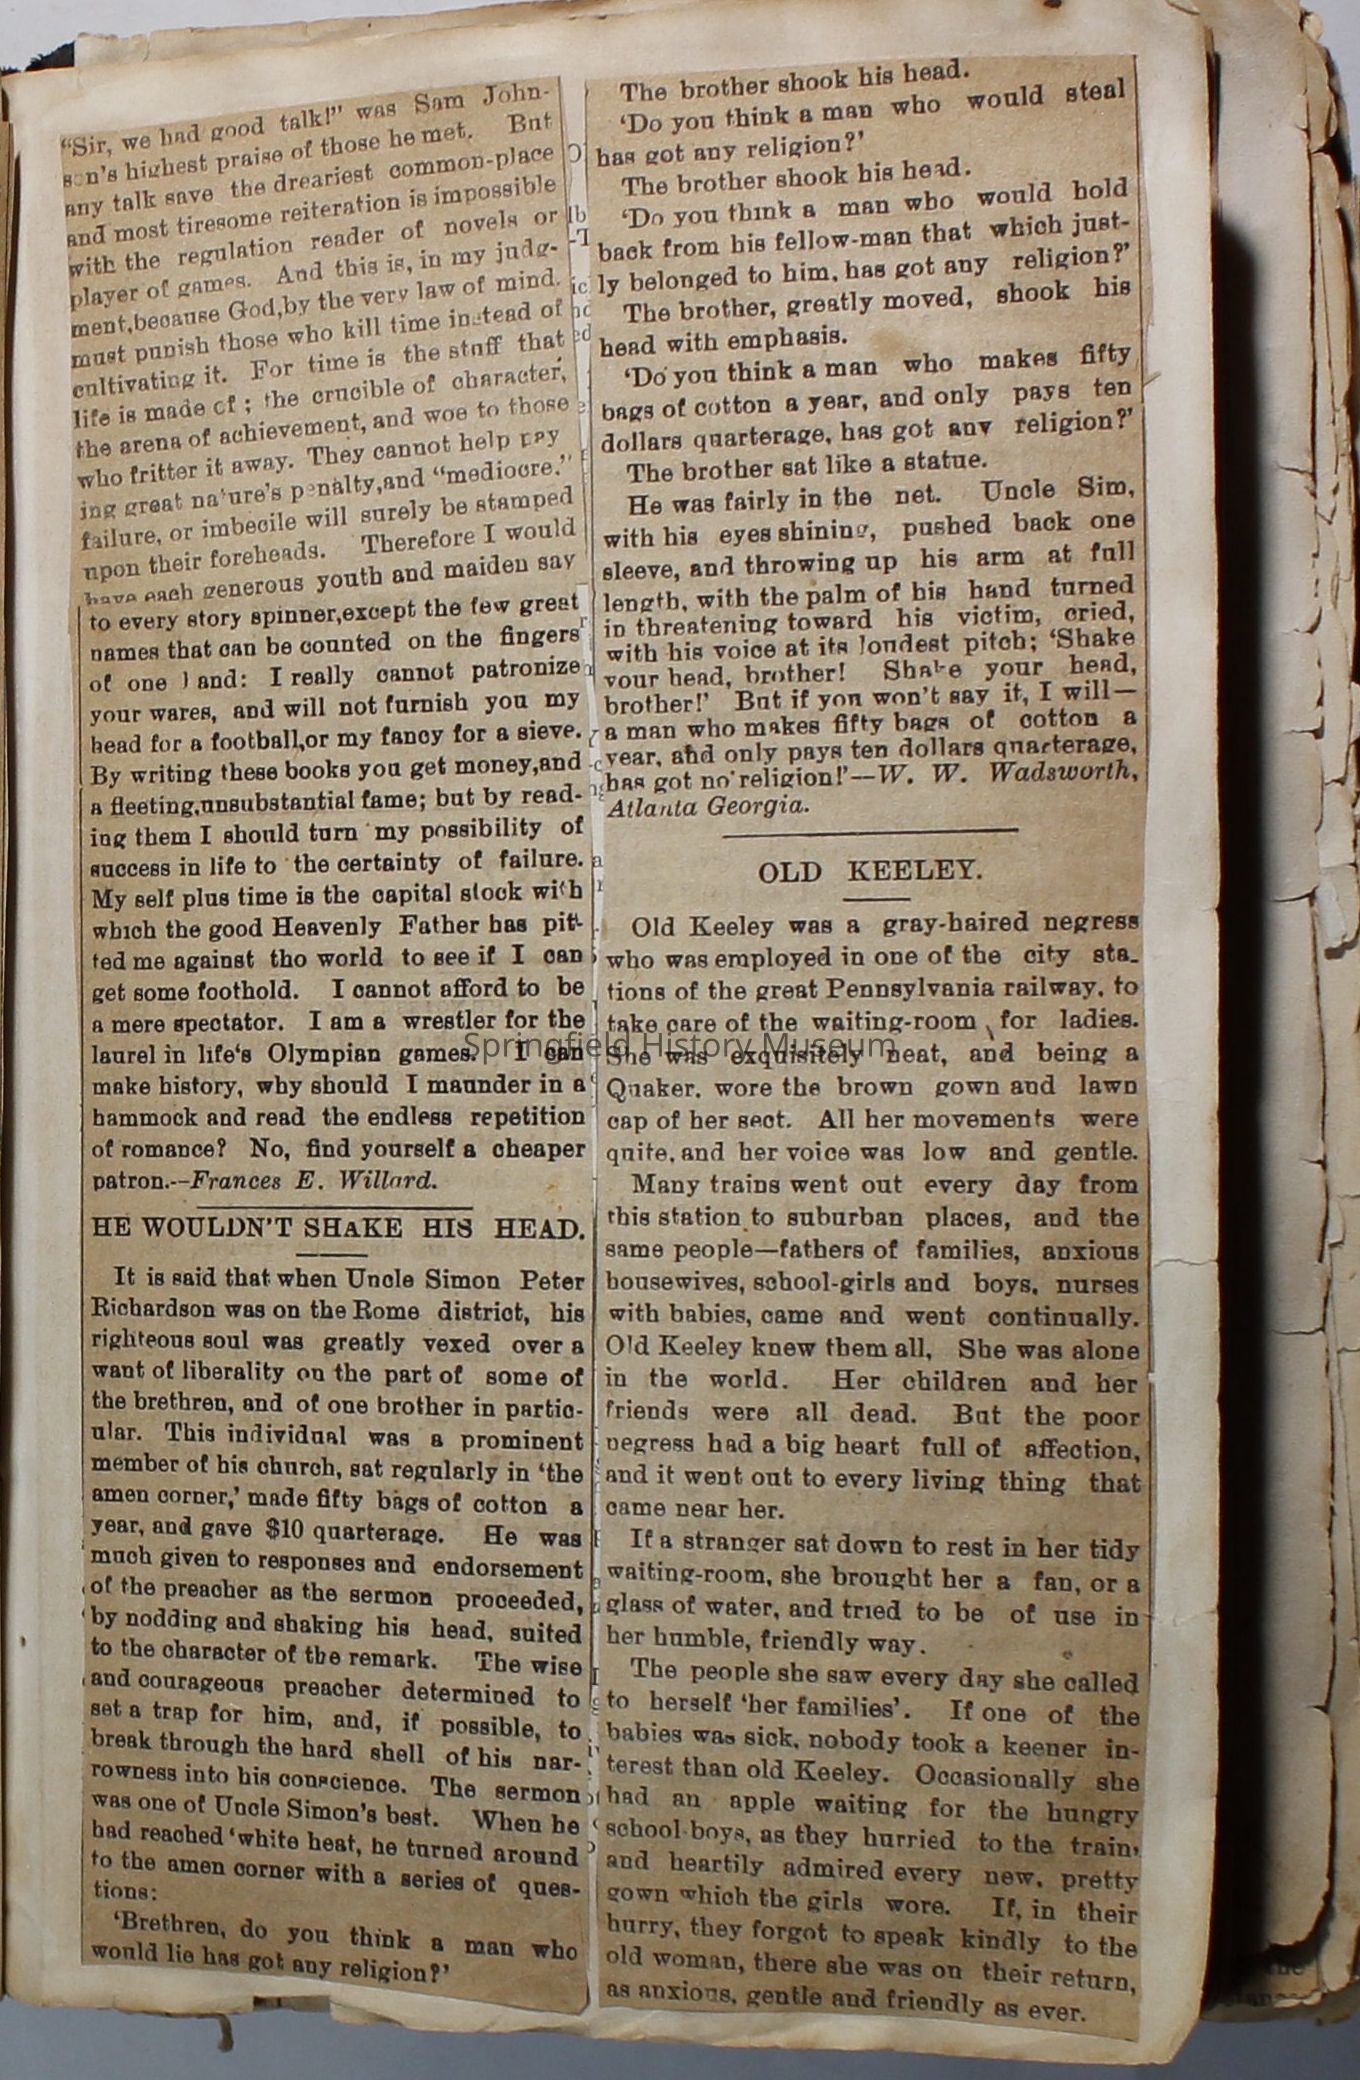 “Sir, we had good talk!” was Sam John-
son's highest praise of those he met. But
any talk save the dreariest common-place
and most tiresome reiteration is impossible
with the regulation reader of novels or
player of games. And this is, in my judg-
ment,because God,by the very law of mind.
must punish those who kill time instead of
cultivating it. For time is the stuff that
life is made of ; the crucible of character,
the arena of achievement, and woe to those
who fritter it away. They cannot help pay
ing great na'ure's penalty,and “mediocre.”
failure, or imbecile will surely be stamped
upon their foreheads. Therefore I would
have each generous youth and maiden say
to every story spinner,except the few great
names that can be counted on the fingers
of one hand: I really cannot patronize
your wares, and will not furnish you my
head for a football,or my fancy for a sieve.
By writing these books you get money,and
a fleeting,unsubstantial fame; but by read-
ing them I should turn my possibility of
success in life to the certainty of failure.
My self plus time is the capital stock with
which the good Heavenly Father has pit-
ted me against tho world to see if I can
get some foothold. I cannot afford to be
a mere spectator. I am a wrestler for the
laurel in life's Olympian games. I can
make history, why should I maunder in a
hammock and read the endless repetition
of romance? No, find yourself a cheaper
patron.--Frances E. Willard.
HE WOULDN'T SHAKE HIS HEAD.
It is said that when Uncle Simon Peter
Richardson was on the Rome district, his
righteous soul was greatly vexed over a
want of liberality on the part of some of
the brethren, and of one brother in partic-
ular. This individual was a prominent
member of his church, sat regularly in ‘the
amen corner,’ made fifty bags of cotton a
year, and gave $10 quarterage. He was
much given to responses and endorsement
of the preacher as the sermon proceeded,
by nodding and shaking his head, suited
to the character of the remark. The wise
and courageous preacher determined to
set a trap for him, and, if possible, to
break through the hard shell of his nar-
rowness into his conscience. The sermon
was one of Uncle Simon's best. When he
had reached ‘white heat, he turned around
to the amen corner with a series of ques-
tions:
‘Brethren, do you think a man who
would lie has got any religion?’
The brother shook his head.
‘Do you think a man who would steal
has got any religion?’
The brother shook his head.
‘Do you think a man who would hold
back from his fellow-man that which just-
ly belonged to him, has got any religion?’
The brother, greatly moved, shook his
head with emphasis.
‘Do you think a man who makes fifty
bags of cotton a year, and only pays ten
dollars quarterage, has got any religion?’
The brother sat like a statue.
He was fairly in the net. Uncle Sim,
with his eyes shining, pushed back one
sleeve, and throwing up his arm at full
length, with the palm of his hand turned
in threatening toward his victim, cried,
with his voice at its loudest pitch; ‘Shake
your head, brother! Shake your head,
brother!’ But if you won't say it, I will—
a man who makes fifty bags of cotton a
year, and only pays ten dollars quarterage,
has got no religion!’—W. W. Wadsworth,
Atlanta Georgia.
OLD KEELEY.
Old Keeley was a gray-haired negress
who was employed in one of the city sta-
tions of the great Pennsylvania railway, to
take care of the waiting-room for ladies.
She was exquisitely neat, and being a
Quaker, wore the brown gown and lawn
cap of her sect. All her movements were
quite, and her voice was low and gentle.
Many trains went out every day from
this station to suburban places, and the
same people—fathers of families, anxious
housewives, school-girls and boys, nurses
with babies, came and went continually.
Old Keeley knew them all, She was alone
in the world. Her children and her
friends were all dead. But the poor
negress had a big heart full of affection,
and it went out to every living thing that
came near her.
If a stranger sat down to rest in her tidy
waiting-room, she brought her a fan, or a
glass of water, and tried to be of use in
her humble, friendly way.
The people she saw every day she called
to herself ‘her families’. If one of the
babies was sick, nobody took a keener in-
terest than old Keeley. Occasionally she
had an apple waiting for the hungry
school-boys, as they hurried to the train,
and heartily admired every new, pretty
gown which the girls wore. If, in their
hurry, they forgot to speak kindly to the
old woman, there she was on their return,
as anxious, gentle and friendly as ever.
Springfield History Museum